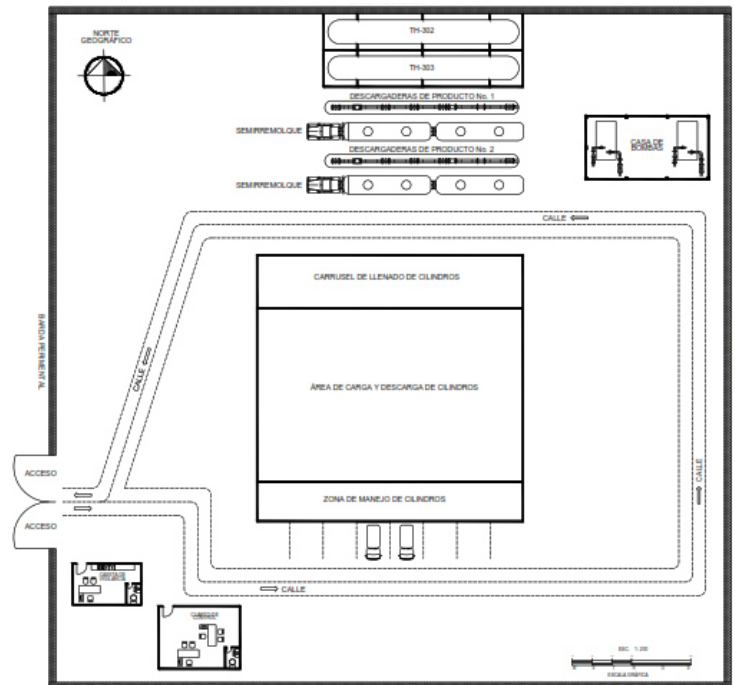 NORTE
GEOGRÁFICO
TH-302
TH-303
DESCARGADERAS DE PRODUCTO No. 1
SEMIRREMOLQUE
DESCARGADERAS DE PRODUCTO No. 2
SEMIRREMOLQUE
CASA DE
BOMBAS
CALLE
CARRUSEL DE LLENADO DE CILINDROS
BARDA PERIMENTAL
CALLE
ÁREA DE CARGA Y DESCARGA DE CILINDROS
ACCESO
CALLE
ZONA DE MANEJO DE CILINDROS
ACCESO
CALLE
ESC. 1:200
ESCALA GRÁFICA